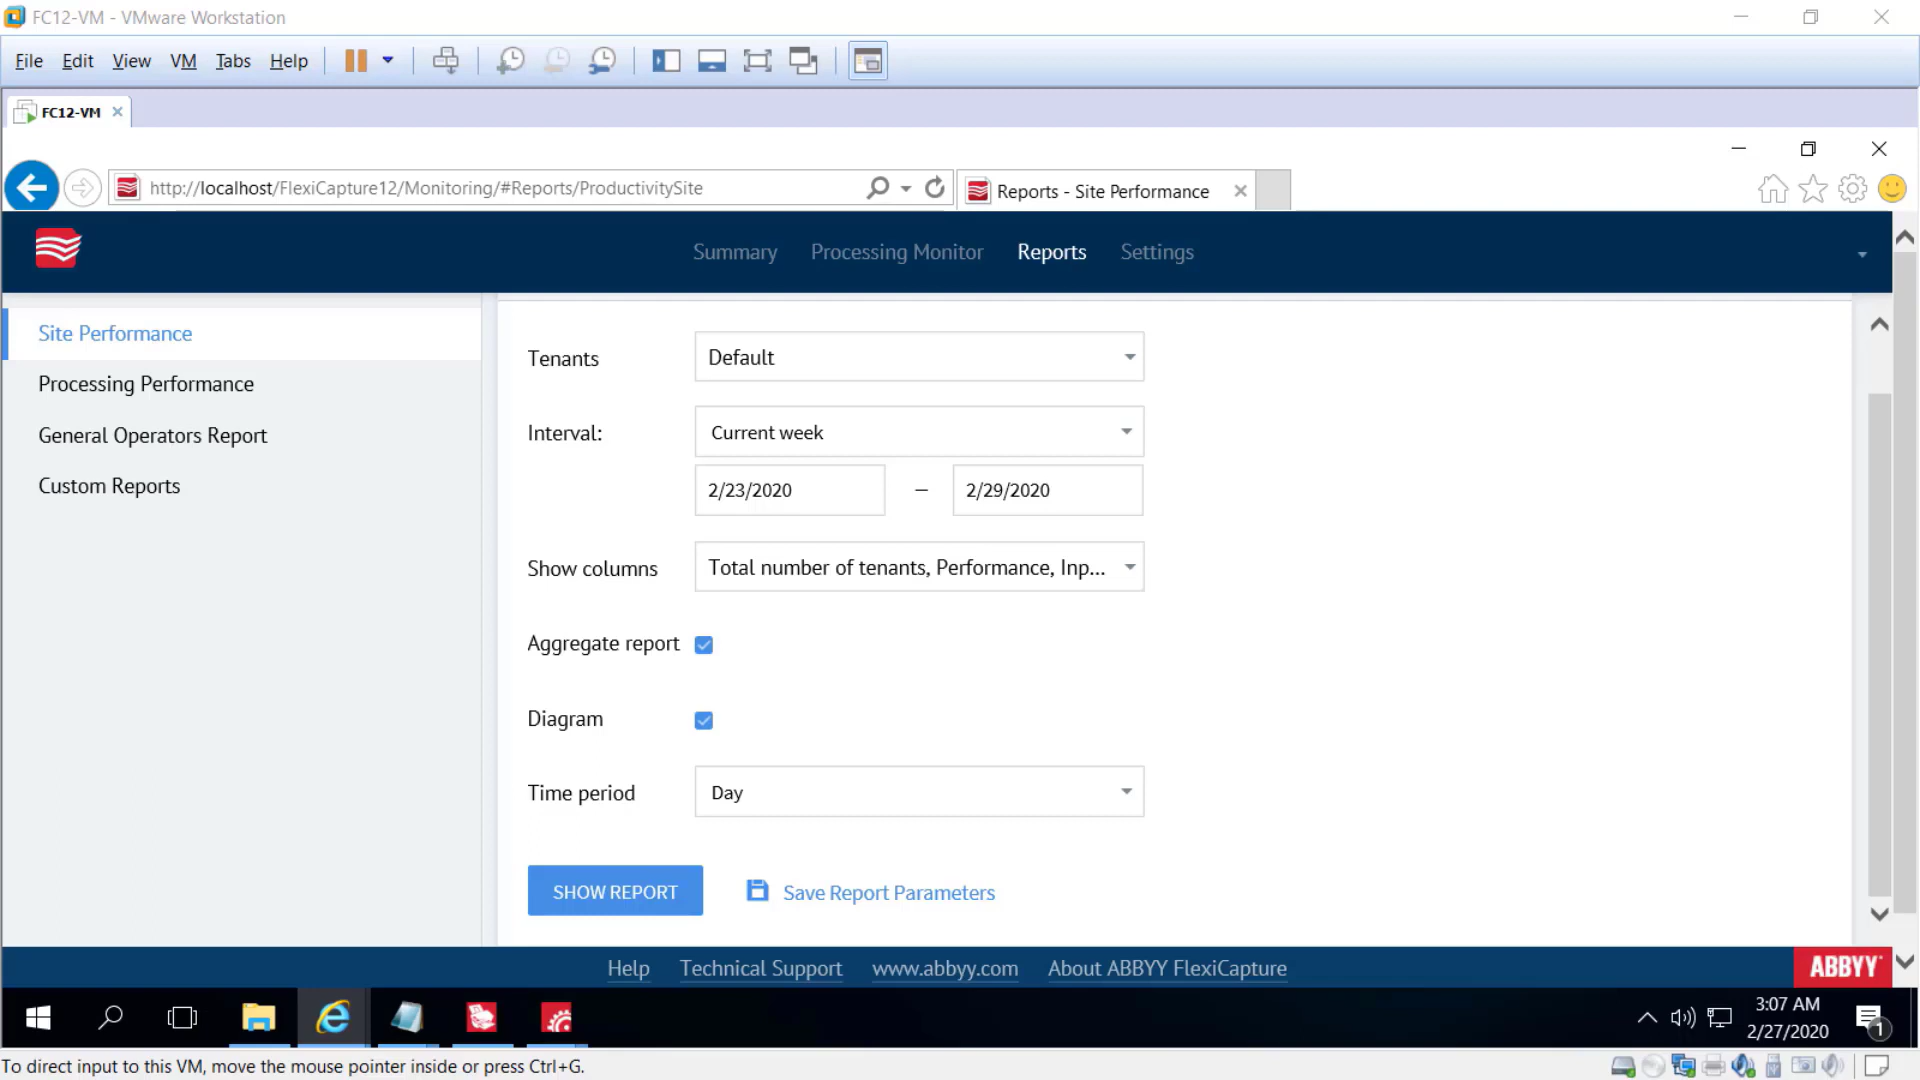 FC12-VM - VMware Workstation
File Edit View VM Tabs Help
FC12-VM
http://localhost/FlexiCapture12/Monitoring/#Reports/ProductivitySite
Reports - Site Performance
Summary Processing Monitor Reports Settings
Site Performance
Processing Performance
General Operators Report
Custom Reports
Tenants Default
Interval: Current week
2/23/2020 – 2/29/2020
Show columns Total number of tenants, Performance, Inp...
Aggregate report
Diagram
Time period Day
SHOW REPORT Save Report Parameters
Help Technical Support www.abbyy.com About ABBYY FlexiCapture
ABBYY
3:07 AM
2/27/2020
1
To direct input to this VM, move the mouse pointer inside or press Ctrl+G.